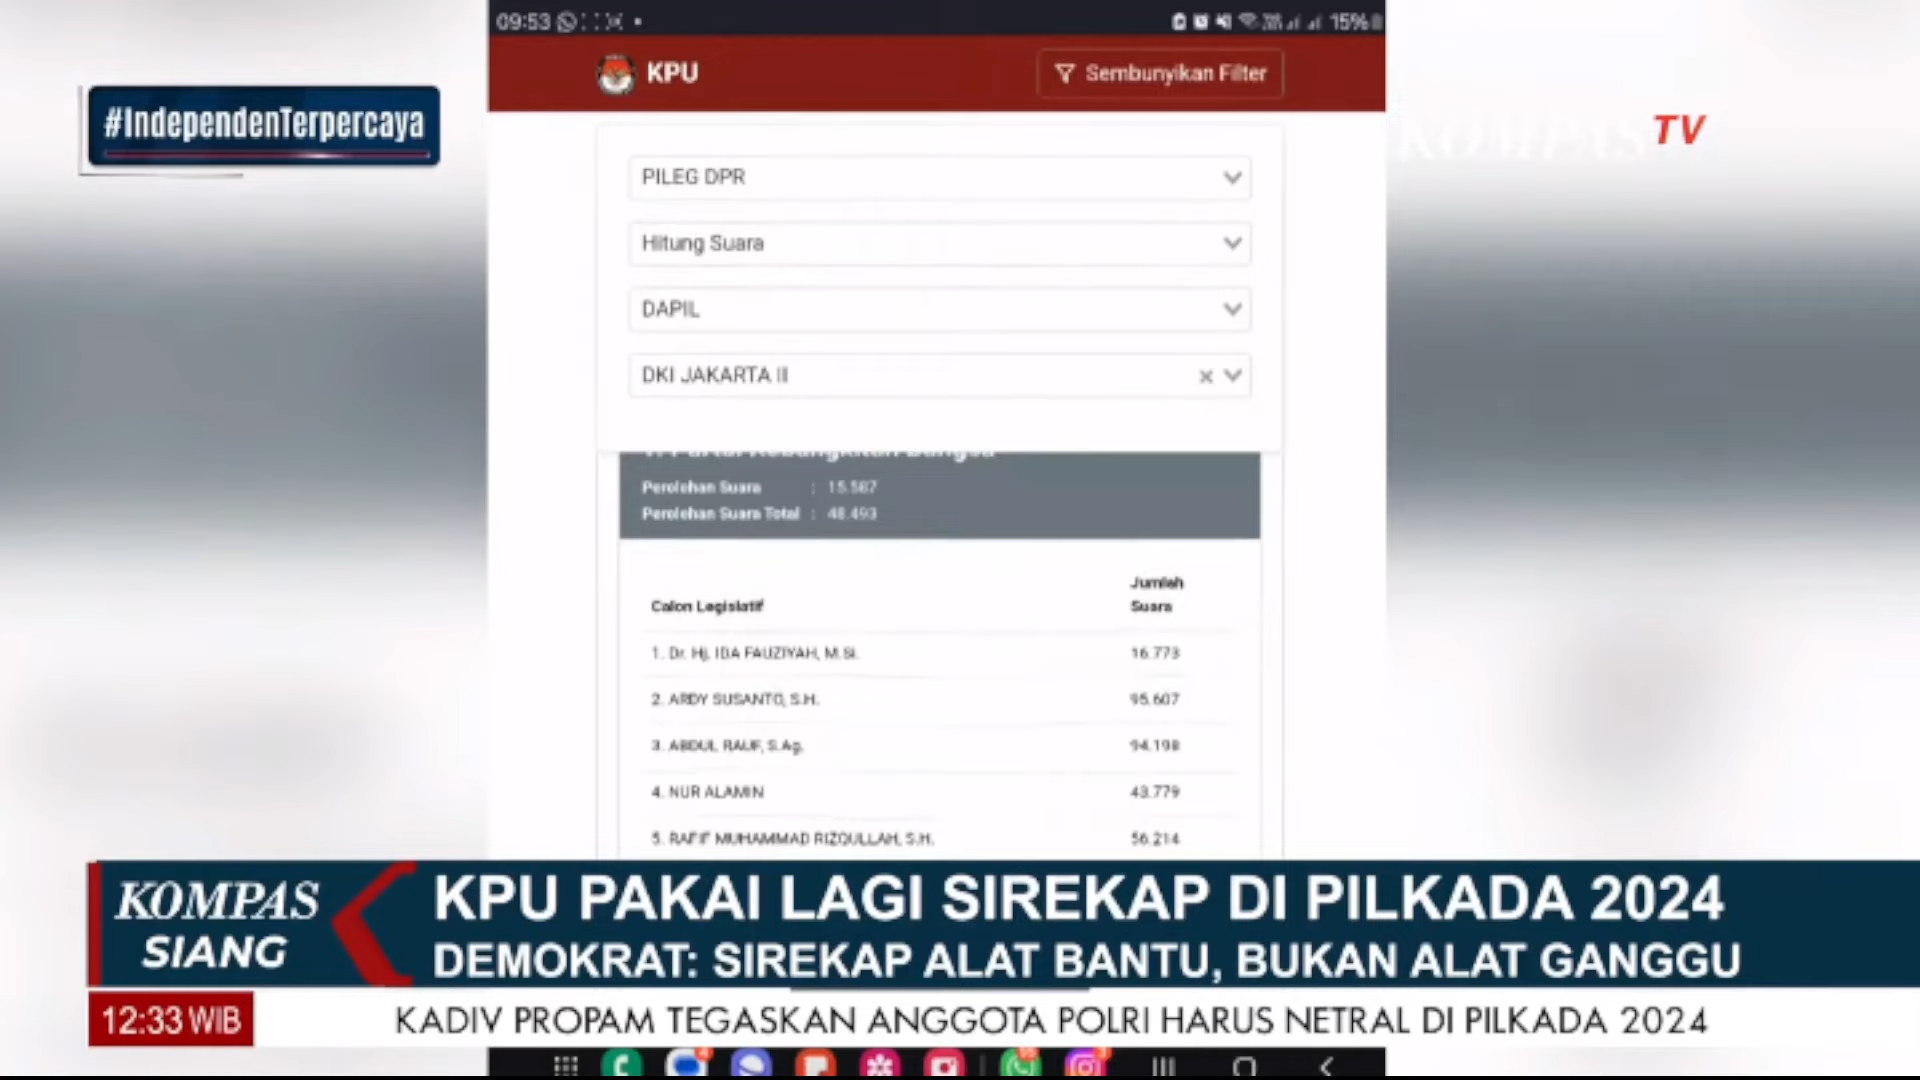 09:53
15%
KPU
Sembunyikan Filter
#IndependenTerpercaya
KOMPAS TV
PILEG DPR
Hitung Suara
DAPIL
DKI JAKARTA II
Perolehan Suara : 15.587
Perolehan Suara Total : 48.493
Calon Legislatif
Jumlah Suara
1. Dr. Hj. IDA FAUZIYAH, M.Si. 16.773
2. ARDY SUSANTO, S.H. 95.607
3. ABDUL RAUF, S.Ag. 94.198
4. NUR ALAMIN 43.779
5. RAFIF MUHAMMAD RIZQULLAH, S.H. 56.214
KOMPAS SIANG
KPU PAKAI LAGI SIREKAP DI PILKADA 2024
DEMOKRAT: SIREKAP ALAT BANTU, BUKAN ALAT GANGGU
12:33 WIB
KADIV PROPAM TEGASKAN ANGGOTA POLRI HARUS NETRAL DI PILKADA 2024